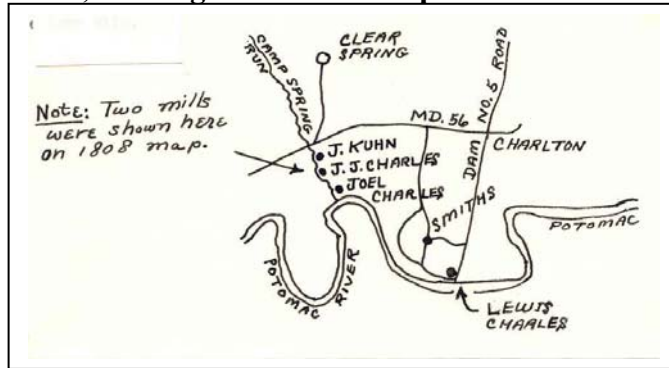 CLEAR
SPRING
CAMP SPRING
RUN
Note: Two mills
were shown here
on 1808 map.
MD. 56
DAM NO. 5 ROAD
CHARLTON
J. KUHN
J. J. CHARLES
JOEL
CHARLES
SMITHS
POTOMAC
POTOMAC
RIVER
LEWIS
CHARLES